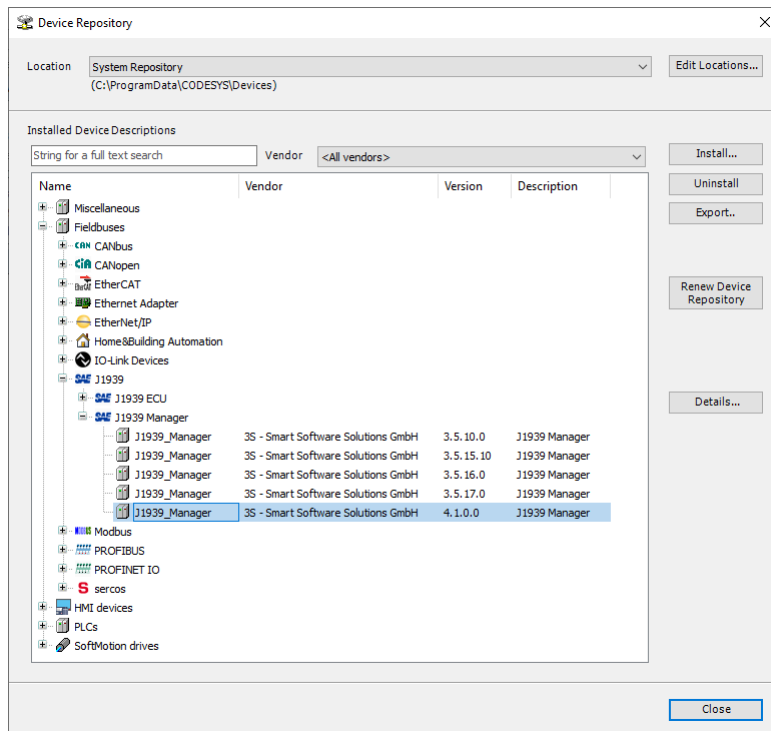 Device Repository
Location System Repository Edit Locations...
(C:\ProgramData\CODESYS\Devices)
Installed Device Descriptions
String for a full text search Vendor <All vendors> Install...
Name Vendor Version Description Uninstall
Miscellaneous
Fieldbuses Export..
CAN CANbus
CiA CANopen
EtherCAT
Ethernet Adapter
EtherNet/IP
Home&Building Automation
IO-Link Devices
SAE J1939
SAE J1939 ECU
SAE J1939 Manager
J1939_Manager 3S - Smart Software Solutions GmbH 3.5.10.0 J1939 Manager
J1939_Manager 3S - Smart Software Solutions GmbH 3.5.15.10 J1939 Manager
J1939_Manager 3S - Smart Software Solutions GmbH 3.5.16.0 J1939 Manager
J1939_Manager 3S - Smart Software Solutions GmbH 3.5.17.0 J1939 Manager
J1939_Manager 3S - Smart Software Solutions GmbH 4.1.0.0 J1939 Manager
Modbus
PROFIBUS
PROFINET IO
S sercos
HMI devices
PLCs
SoftMotion drives
Renew Device
Repository
Details...
Close